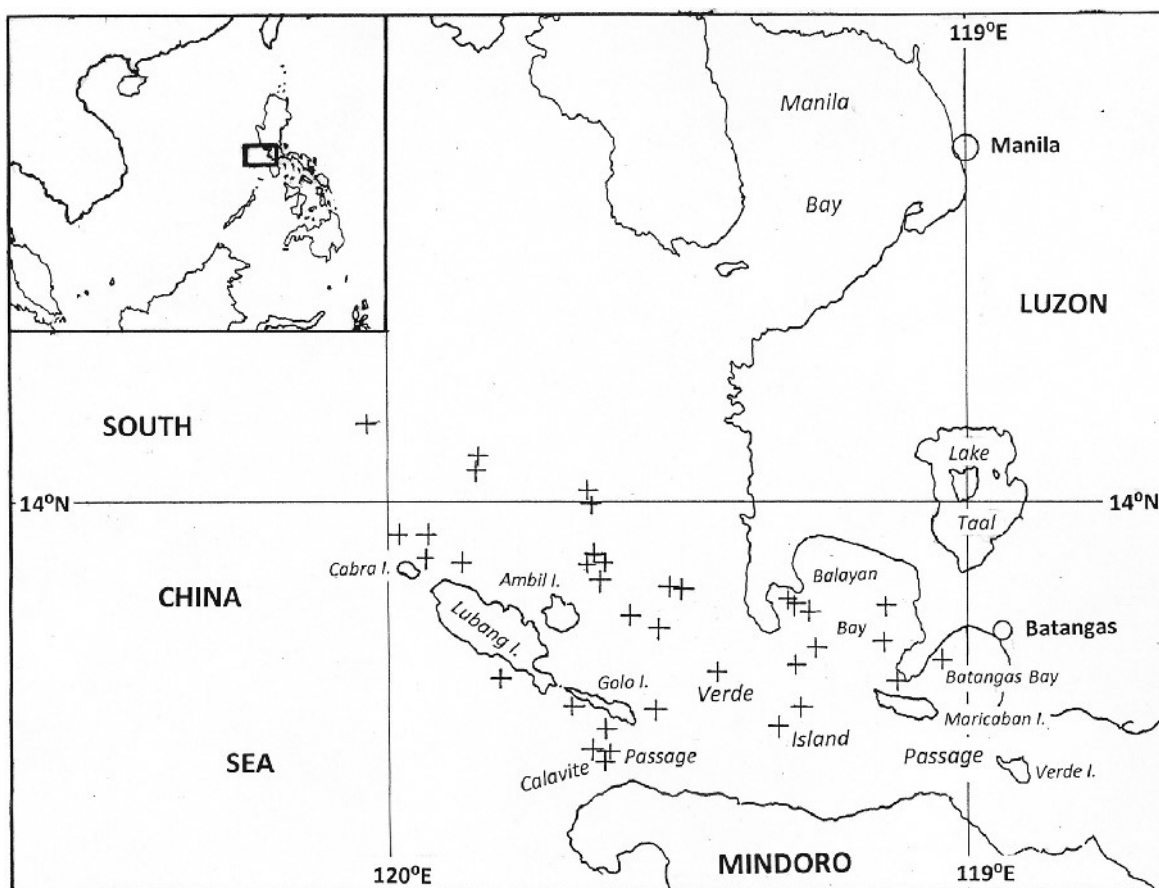 119°E
Manila
Manila
Bay
LUZON
SOUTH
Lake
14°N
14°N
Taal
Cabra I.
Ambil I.
Balayan
CHINA
Lubang I.
Bay
Batangas
Golo I.
Verde
Batangas Bay
Maricaban I.
Island
SEA
Calavite
Passage
Passage
Verde I.
120°E
MINDORO
119°E